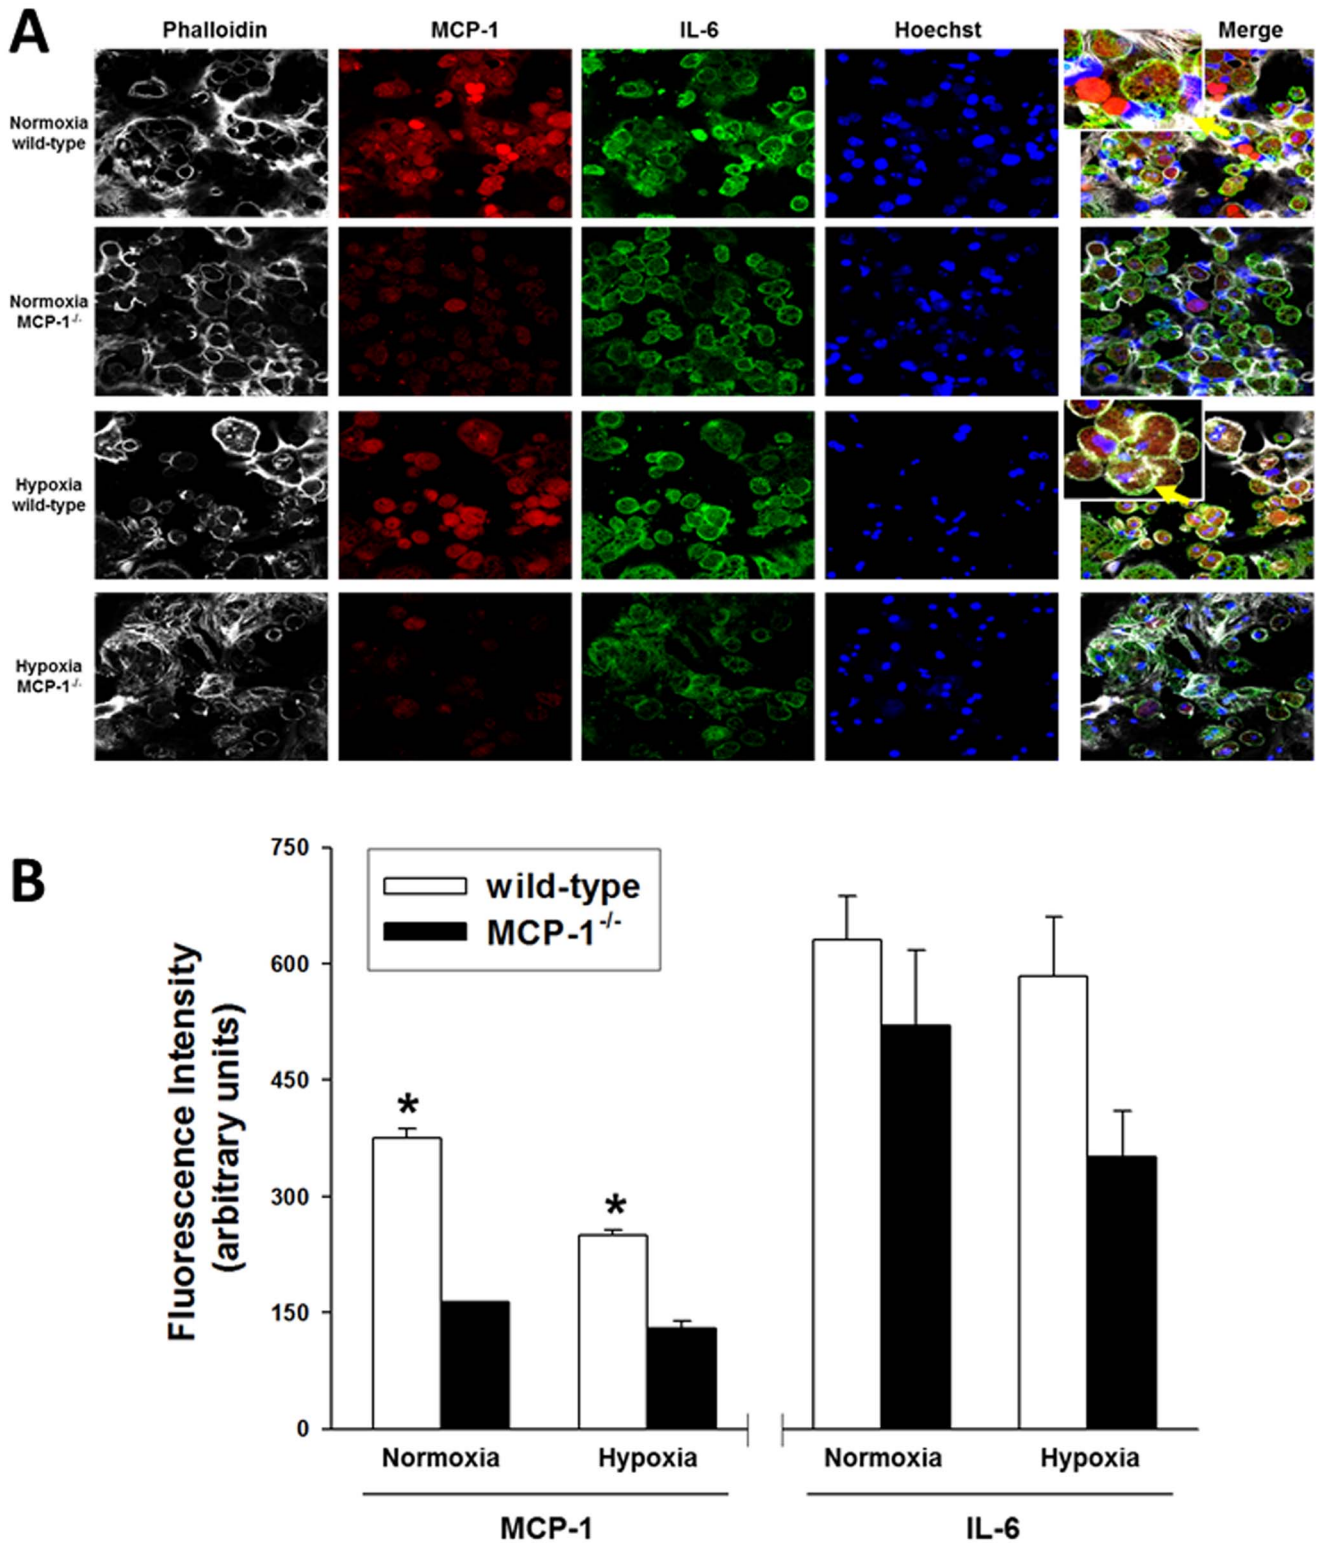 A
Phalloidin MCP-1 IL-6 Hoechst Merge
Normoxia
wild-type
Normoxia
MCP-1-/-
Hypoxia
wild-type
Hypoxia
MCP-1-/-
B
Fluorescence Intensity
(arbitrary units)
750
600
450
300
150
0
wild-type
MCP-1-/-
*
*
Normoxia Hypoxia Normoxia Hypoxia
MCP-1 IL-6